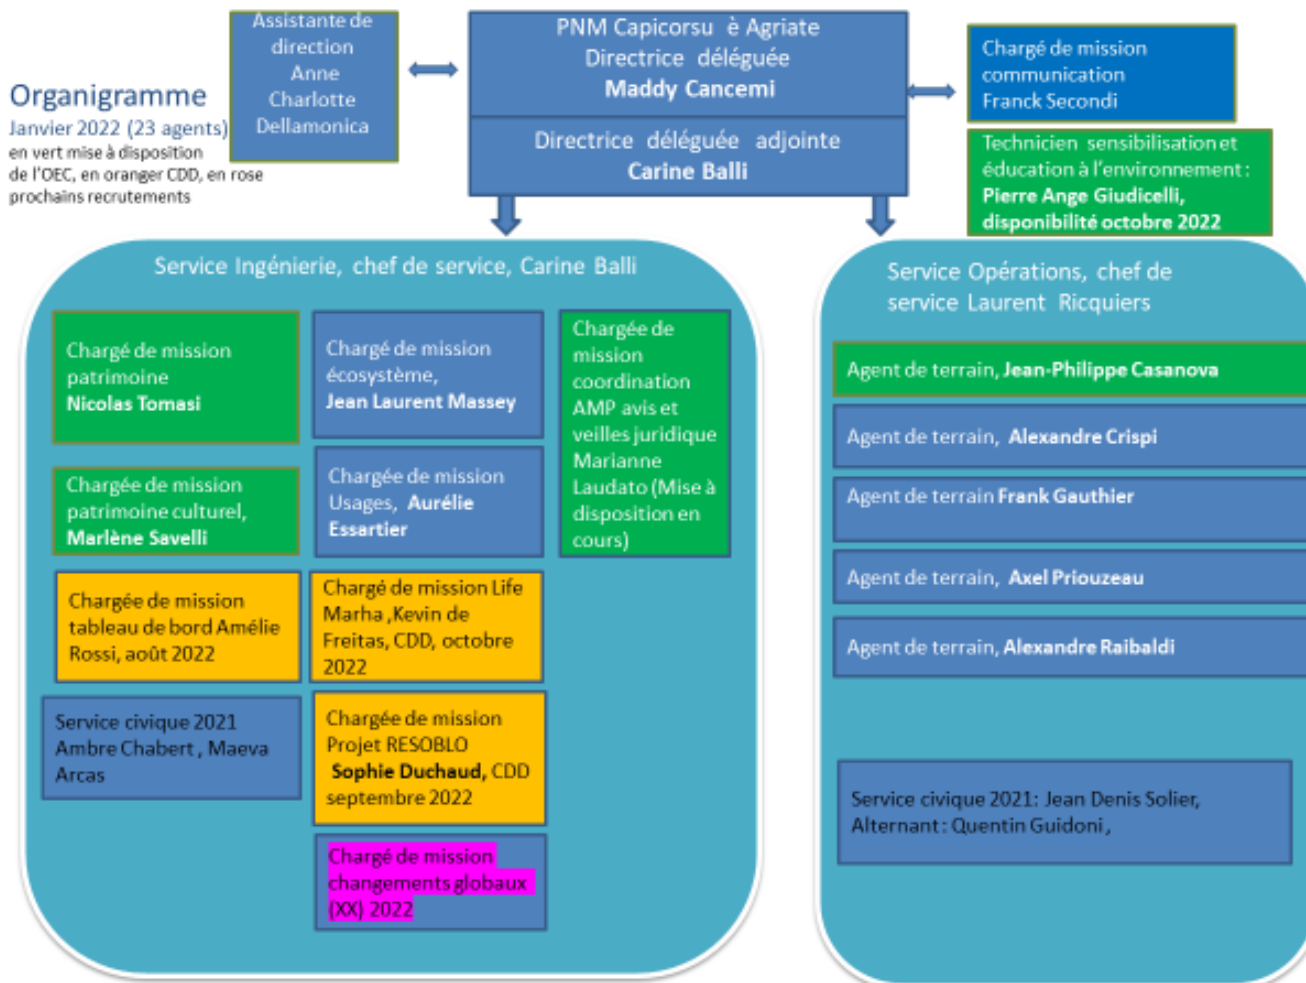 Assistante de
direction
Anne
Charlotte
Dellamonica
PNM Capicorsu è Agriate
Directrice déléguée
Maddy Cancemi
Directrice déléguée adjointe
Carine Balli
Chargé de mission
communication
Franck Secondi
Technicien sensibilisation et
éducation à l'environnement :
Pierre Ange Giudicelli,
disponibilité octobre 2022
Organigramme
Janvier 2022 (23 agents)
en vert mise à disposition
de l'OEC, en oranger CDD, en rose
prochains recrutements
Service Ingénierie, chef de service, Carine Balli
Chargé de mission
patrimoine
Nicolas Tomasi
Chargé de mission
écosystème,
Jean Laurent Massey
Chargée de
mission
coordination
AMP avis et
veilles juridique
Marianne
Laudato (Mise à
disposition en
cours)
Chargée de mission
patrimoine culturel,
Marlène Savelli
Chargée de mission
Usages, Aurélie
Essartier
Chargée de mission
tableau de bord Amélie
Rossi, août 2022
Chargé de mission Life
Marha ,Kevin de
Freitas, CDD, octobre
2022
Service civique 2021
Ambre Chabert , Maeva
Arcas
Chargée de mission
Projet RESOBLO
Sophie Duchaud, CDD
septembre 2022
Chargé de mission
changements globaux
(XX) 2022
Service Opérations, chef de
service Laurent Ricquiers
Agent de terrain, Jean-Philippe Casanova
Agent de terrain, Alexandre Crispi
Agent de terrain Frank Gauthier
Agent de terrain, Axel Priouzeau
Agent de terrain, Alexandre Raibaldi
Service civique 2021: Jean Denis Solier,
Alternant : Quentin Guidoni ,